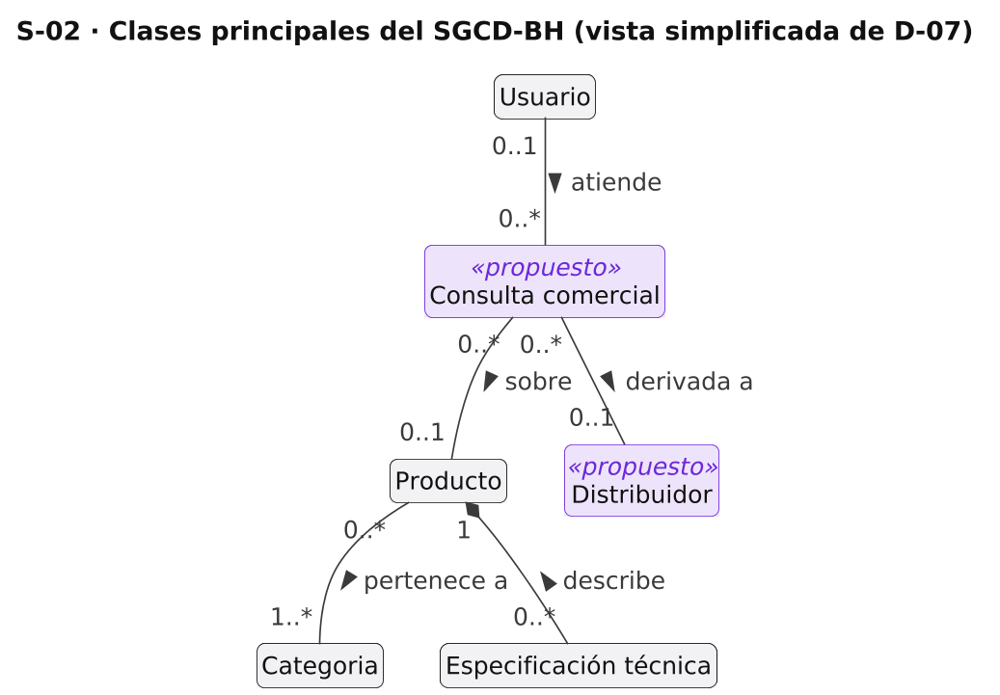 S-02 · Clases principales del SGCD-BH (vista simplificada de D-07)
Usuario
0..1
atiende
0..*
«propuesto»
Consulta comercial
0..* 0..*
sobre derivada a
0..1
0..1
«propuesto»
Producto
Distribuidor
0..* 1
pertenece a describe
1..* 0..*
Categoria Especificación técnica